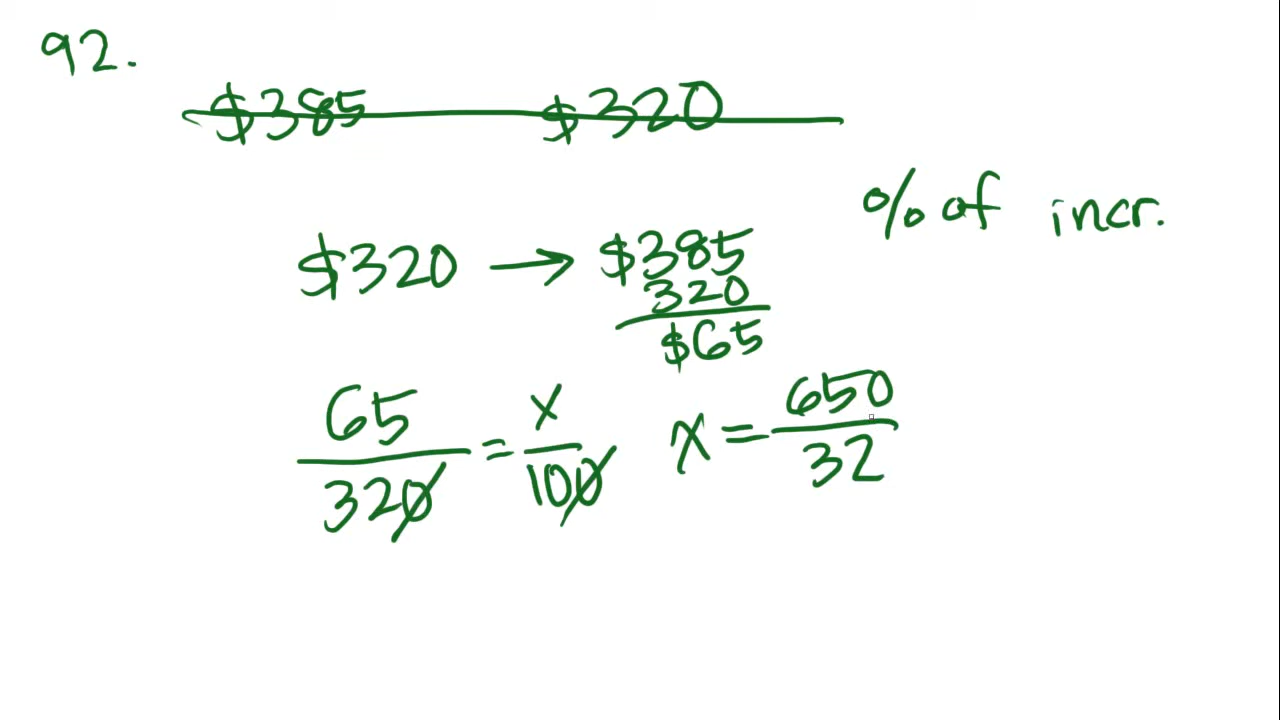 92.
$385 $320
% of incr.
$320 → $385
320
$65
65/320 = x/100 x = 650/32